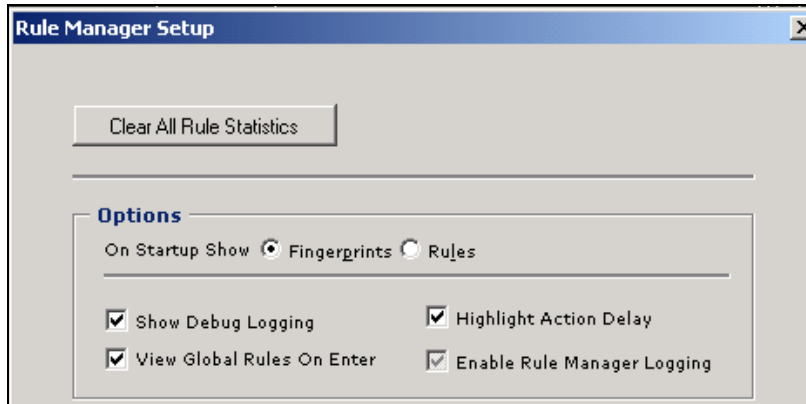 Rule Manager Setup
Clear All Rule Statistics
Options
On Startup Show Fingerprints Rules
Show Debug Logging Highlight Action Delay
View Global Rules On Enter Enable Rule Manager Logging